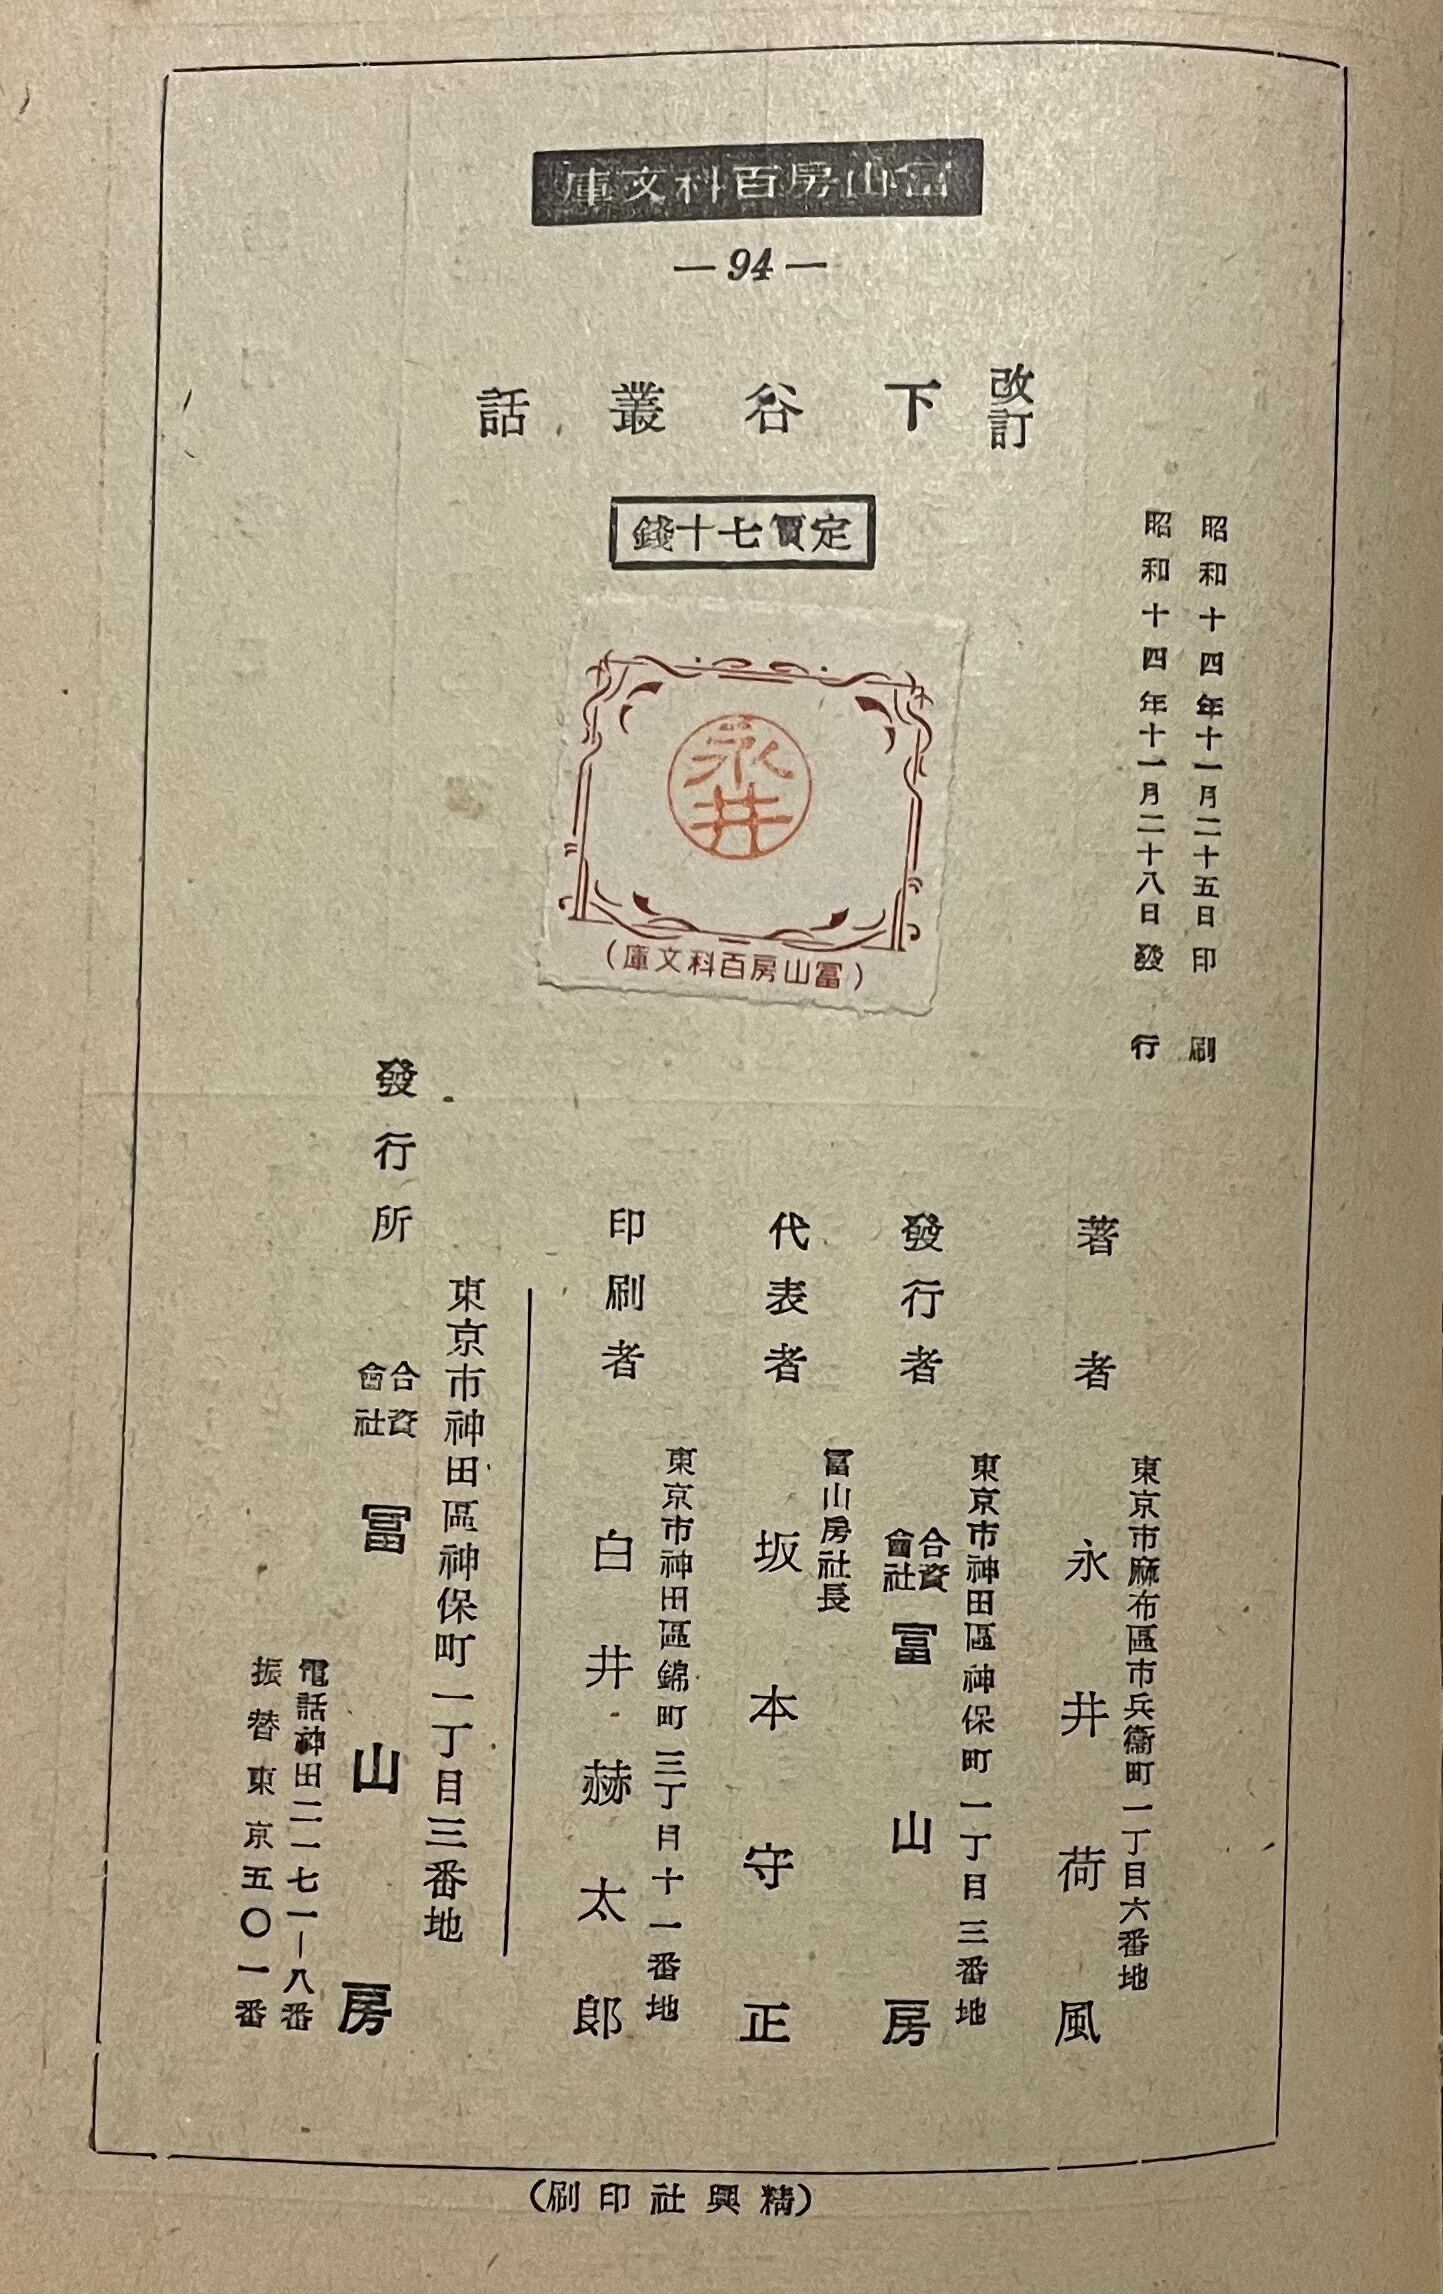 冨山房百科文庫
— 94 —
改訂 下谷叢話
定價七十錢
昭和十四年十一月二十五日印刷
昭和十四年十一月二十八日發行
永井
(冨山房百科文庫)
東京市麻布區市兵衞町一丁目六番地
著者 永井荷風
東京市神田區神保町一丁目三番地
發行者 合資會社 冨山房
冨山房社長
代表者 坂本守正
東京市神田區錦町三丁目十一番地
印刷者 白井赫太郎
東京市神田區神保町一丁目三番地
發行所 合資會社 冨山房
電話神田二一七一―八番
振替東京五〇一番
(精興社印刷)